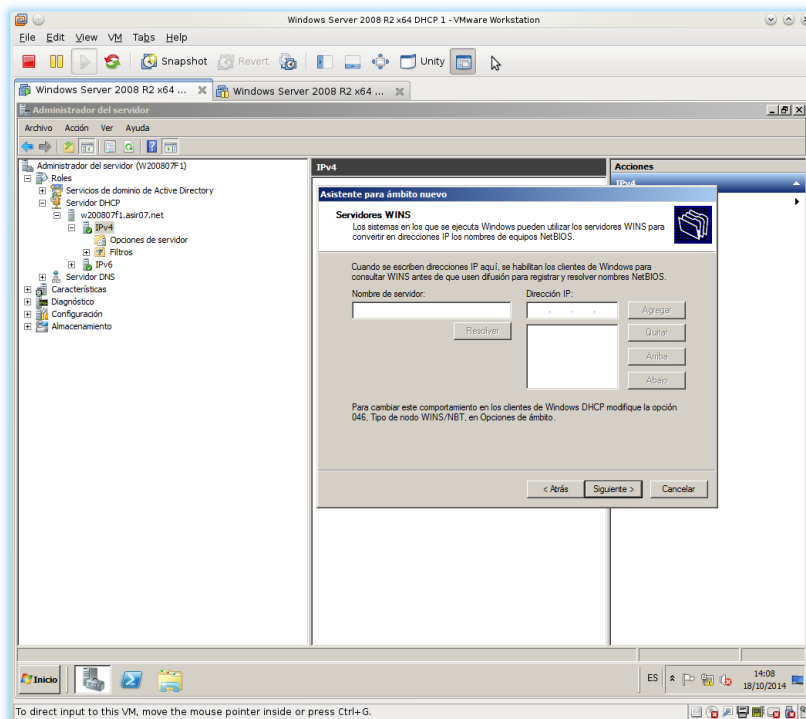 Windows Server 2008 R2 x64 DHCP 1 - VMware Workstation
File Edit View VM Tabs Help
Snapshot Revert Unity
Windows Server 2008 R2 x64 ... Windows Server 2008 R2 x64 ...
Administrador del servidor
Archivo Acción Ver Ayuda
Administrador del servidor (W200807F1)
Roles
Servicios de dominio de Active Directory
Servidor DHCP
w200807f1.asir07.net
IPv4
Opciones de servidor
Filtros
IPv6
Servidor DNS
Características
Diagnóstico
Configuración
Almacenamiento
IPv4
Acciones
IPv4
Asistente para ámbito nuevo
Servidores WINS
Los sistemas en los que se ejecuta Windows pueden utilizar los servidores WINS para
convertir en direcciones IP los nombres de equipos NetBIOS.
Cuando se escriben direcciones IP aquí, se habilitan los clientes de Windows para
consultar WINS antes de que usen difusión para registrar y resolver nombres NetBIOS.
Nombre de servidor: Dirección IP:
Agregar
Resolver Quitar
Arriba
Abajo
Para cambiar este comportamiento en los clientes de Windows DHCP modifique la opción
046, Tipo de nodo WINS/NBT, en Opciones de ámbito.
< Atrás Siguiente > Cancelar
Inicio ES 14:08
18/10/2014
To direct input to this VM, move the mouse pointer inside or press Ctrl+G.